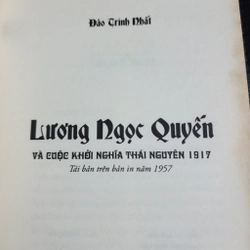 Đào Trinh Nhất
Lương Ngọc Quyến
VÀ CUỘC KHỞI NGHĨA THÁI NGUYÊN 1917
Tái bản trên bản in năm 1957